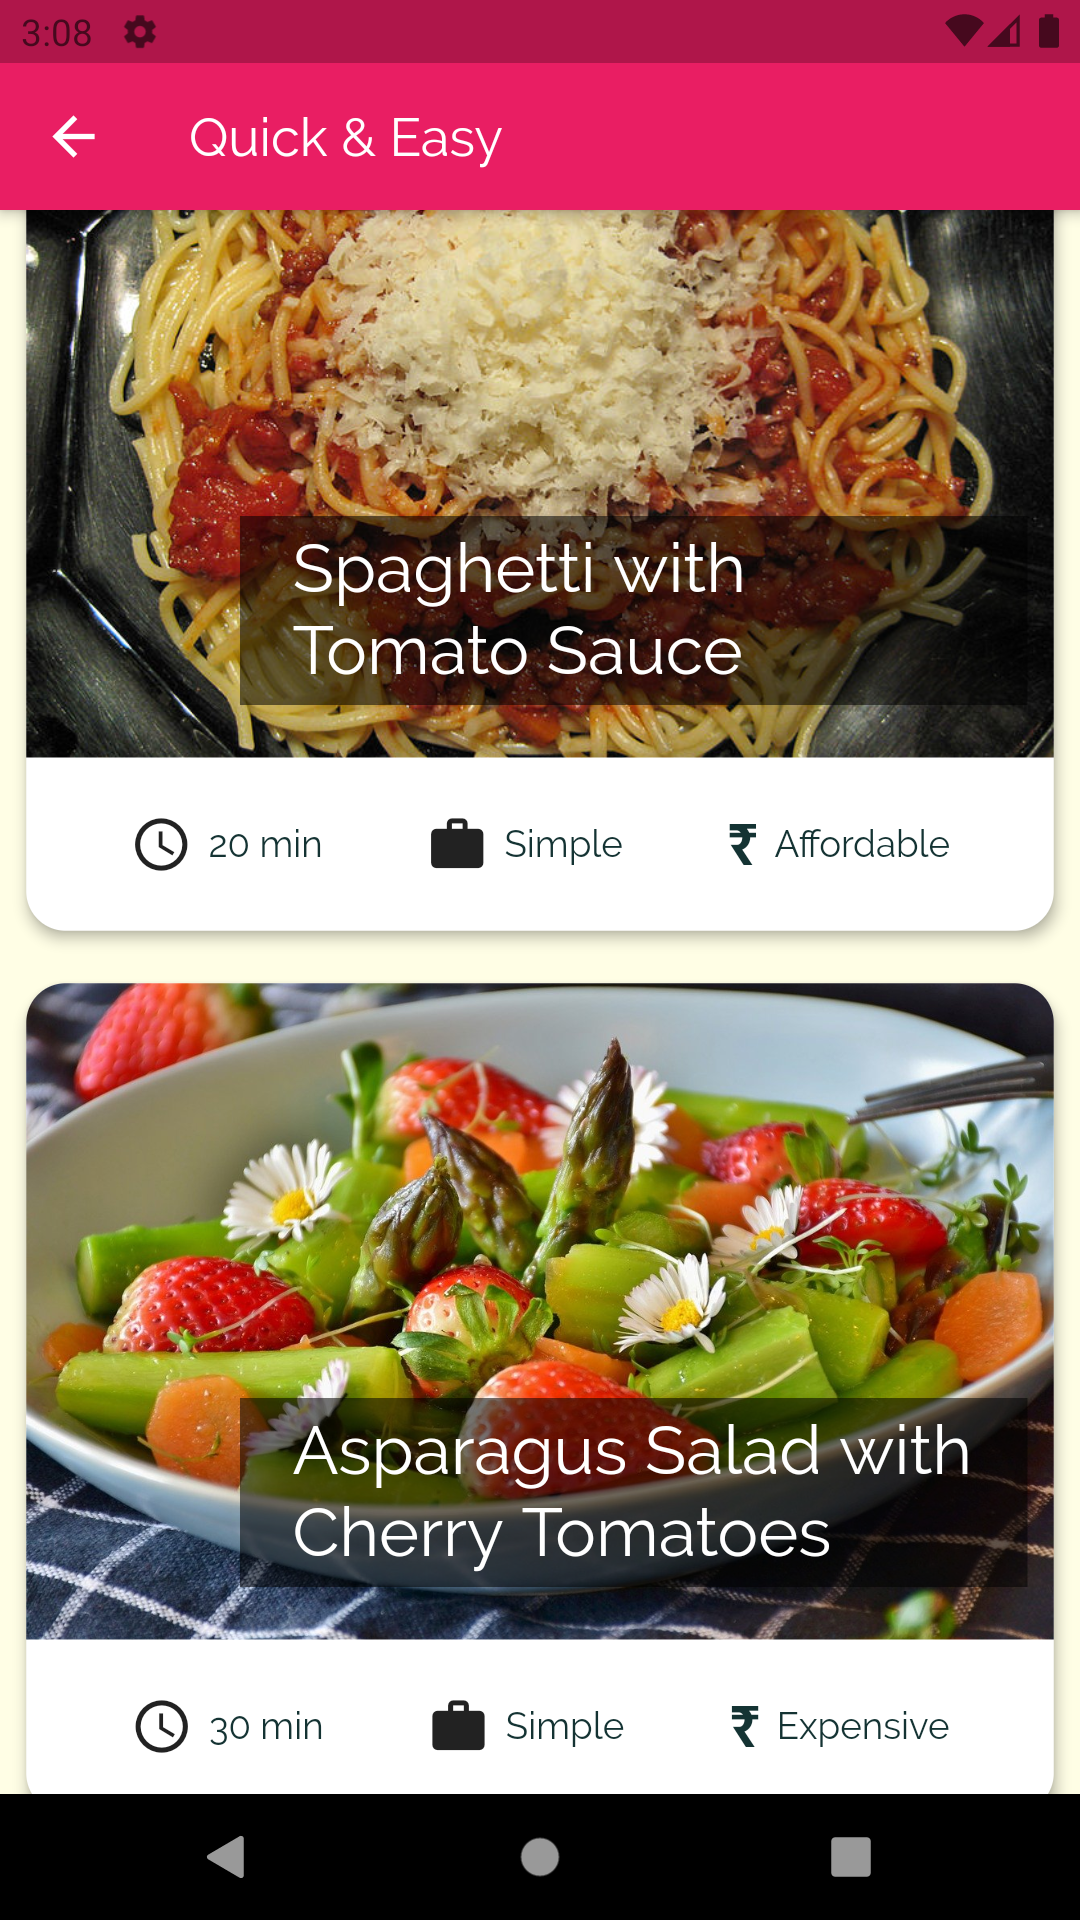 3:08
Quick & Easy
Spaghetti with
Tomato Sauce
20 min
Simple
₹ Affordable
Asparagus Salad with
Cherry Tomatoes
30 min
Simple
₹ Expensive